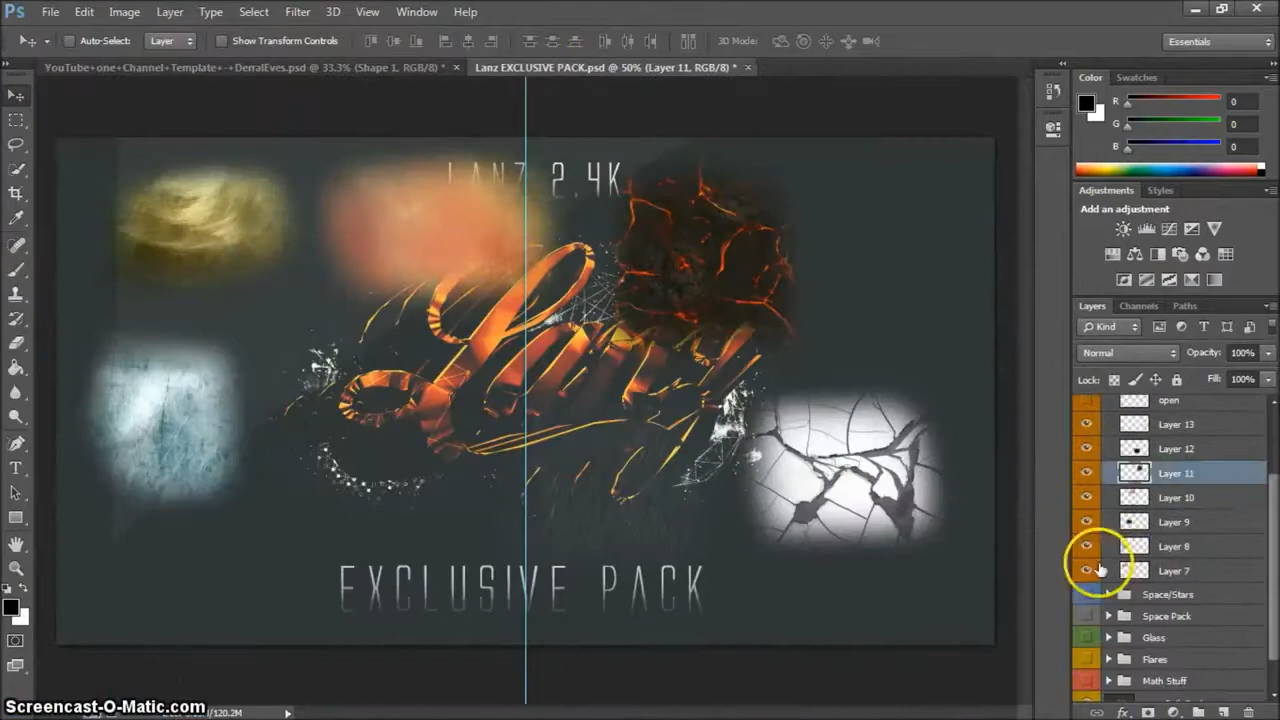 Ps File Edit Image Layer Type Select Filter 3D View Window Help
Auto-Select: Layer Show Transform Controls 3D Mode: Essentials
YouTube+one+Channel+Template+-+DerralEves.psd @ 33.3% (Shape 1, RGB/8) * × Lanz EXCLUSIVE PACK.psd @ 50% (Layer 11, RGB/8) * ×
Color Swatches
R 0
G 0
B 0
Adjustments Styles
Add an adjustment
LANZ 2.4K
Lanz
EXCLUSIVE PACK
Layers Channels Paths
Kind
Normal Opacity: 100%
Lock: Fill: 100%
open
Layer 13
Layer 12
Layer 11
Layer 10
Layer 9
Layer 8
Layer 7
Space/Stars
Space Pack
Glass
Flares
Math Stuff
Screencast-O-Matic.com